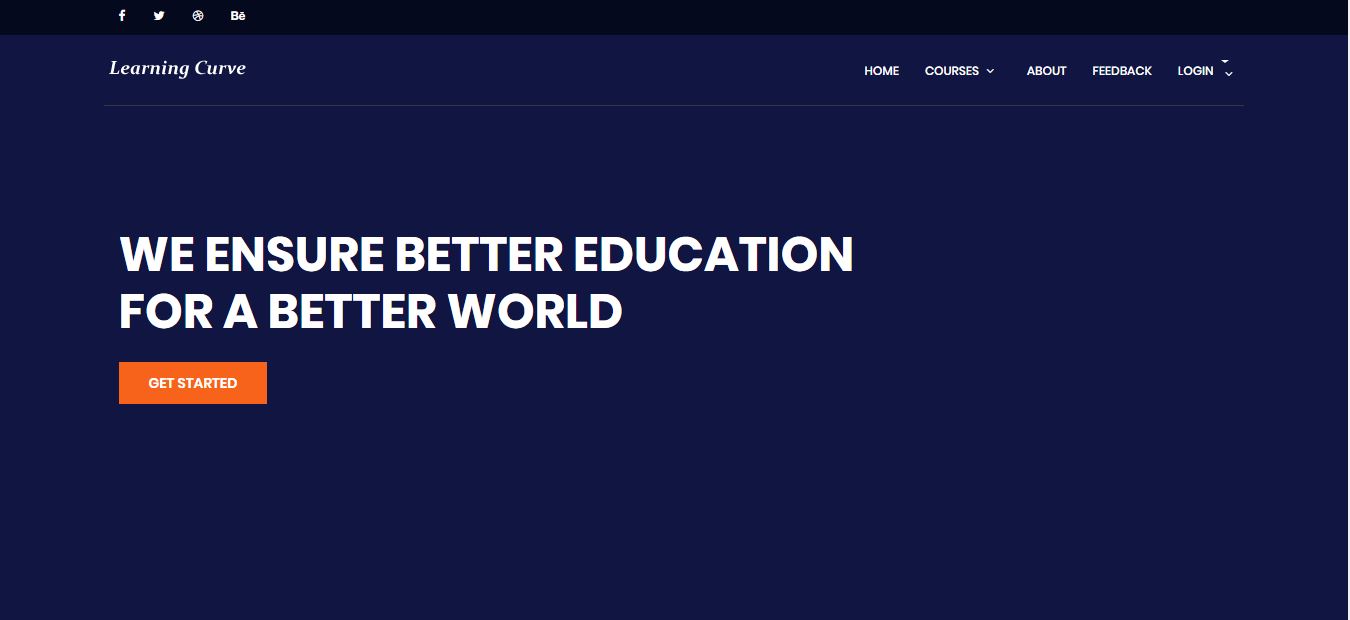 Bē
Learning Curve
HOME COURSES ABOUT FEEDBACK LOGIN
WE ENSURE BETTER EDUCATION
FOR A BETTER WORLD
GET STARTED